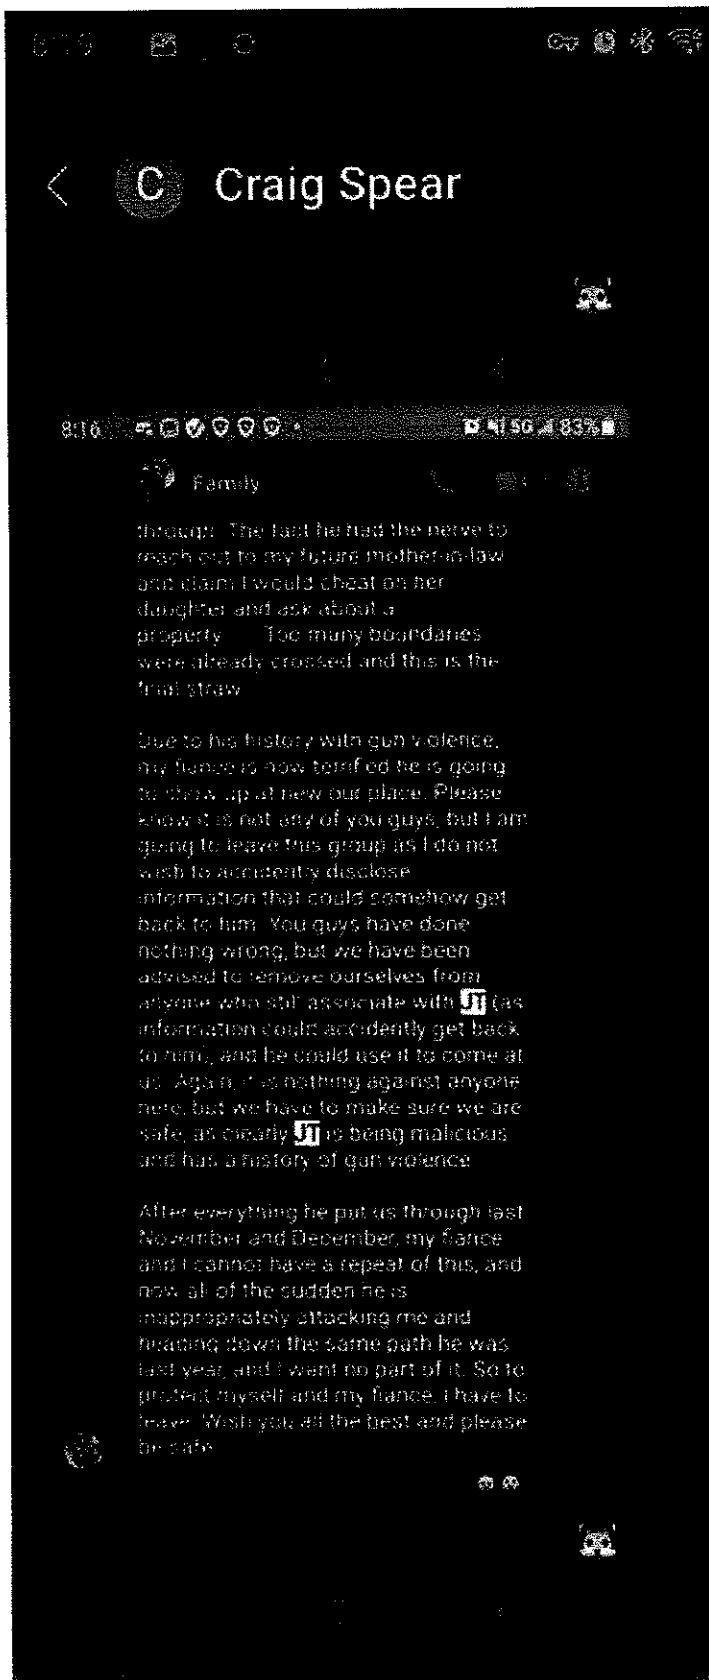 C Craig Spear
8:16 5G 83%
Family
through. The fact he had the nerve to
reach out to my future mother-in-law
and claim I would cheat on her
daughter and ask about a
property Too many boundaries
were already crossed and this is the
final straw
Due to his history with gun violence,
my fiance is now terrified he is going
to show up at new our place. Please
know it is not any of you guys, but I am
going to leave this group as I do not
wish to accidently disclose
information that could somehow get
back to him. You guys have done
nothing wrong, but we have been
advised to remove ourselves from
anyone who still associate with JT (as
information could accidently get back
to him), and he could use it to come at
us. Again, it is nothing against anyone
here, but we have to make sure we are
safe, as clearly JT is being malicious
and has a history of gun violence
After everything he put us through last
November and December, my fiance
and I cannot have a repeat of this, and
now all of the sudden he is
inappropriately attacking me and
heading down the same path he was
last year, and I want no part of it. So to
protect myself and my fiance, I have to
leave. Wish you all the best and please
be safe